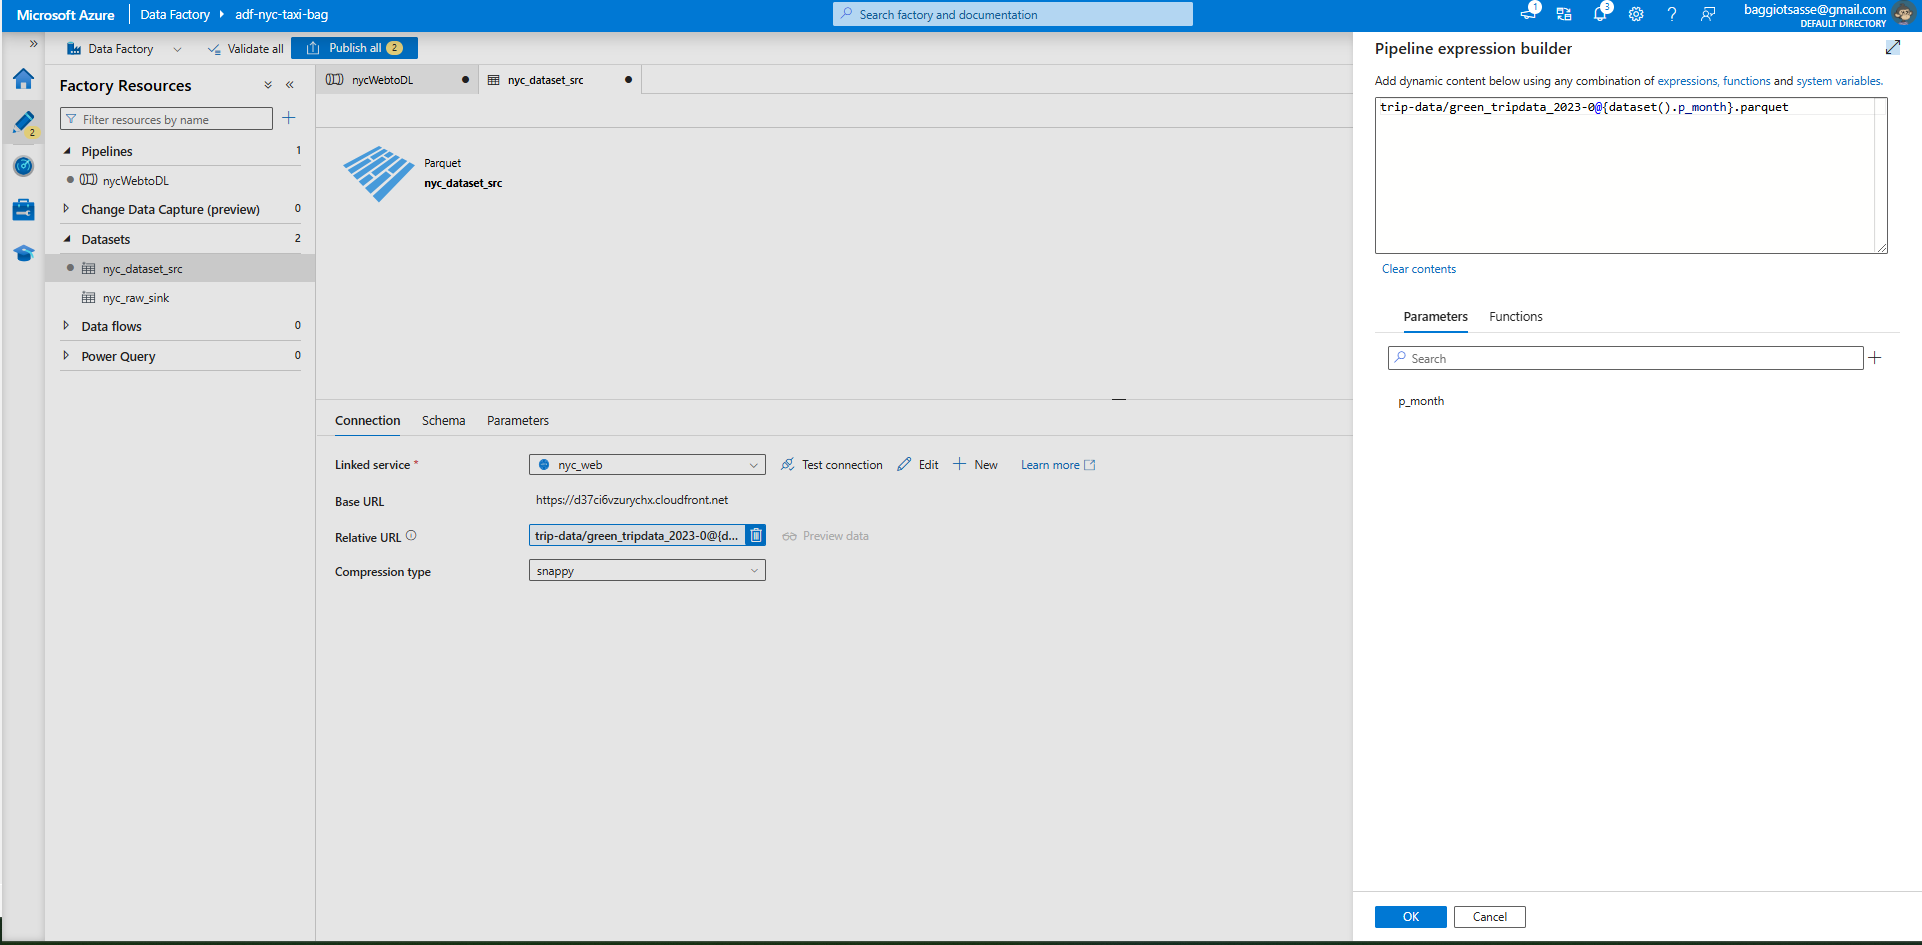 Microsoft Azure
Data Factory
adf-nyc-taxi-bag
Search factory and documentation
1
3
baggiotsasse@gmail.com
DEFAULT DIRECTORY
Data Factory
Validate all
Publish all 2
2
Factory Resources
Filter resources by name
Pipelines 1
nycWebtoDL
Change Data Capture (preview) 0
Datasets 2
nyc_dataset_src
nyc_raw_sink
Data flows 0
Power Query 0
nycWebtoDL
nyc_dataset_src
Parquet
nyc_dataset_src
Connection
Schema
Parameters
Linked service *
nyc_web
Test connection
Edit
New
Learn more
Base URL
https://d37ci6vzurychx.cloudfront.net
Relative URL
trip-data/green_tripdata_2023-0@{d...
Preview data
Compression type
snappy
Pipeline expression builder
Add dynamic content below using any combination of expressions, functions and system variables.
trip-data/green_tripdata_2023-0@{dataset().p_month}.parquet
Clear contents
Parameters
Functions
Search
p_month
OK
Cancel